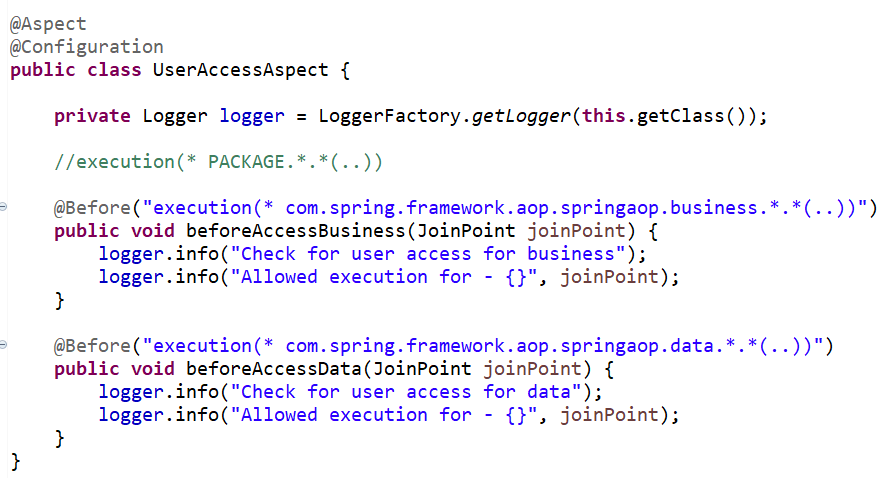 @Aspect
@Configuration
public class UserAccessAspect {
private Logger logger = LoggerFactory.getLogger(this.getClass());
//execution(* PACKAGE.*.*(..))
@Before("execution(* com.spring.framework.aop.springaop.business.*.*(..))")
public void beforeAccessBusiness(JoinPoint joinPoint) {
logger.info("Check for user access for business");
logger.info("Allowed execution for - {}", joinPoint);
}
@Before("execution(* com.spring.framework.aop.springaop.data.*.*(..))")
public void beforeAccessData(JoinPoint joinPoint) {
logger.info("Check for user access for data");
logger.info("Allowed execution for - {}", joinPoint);
}
}